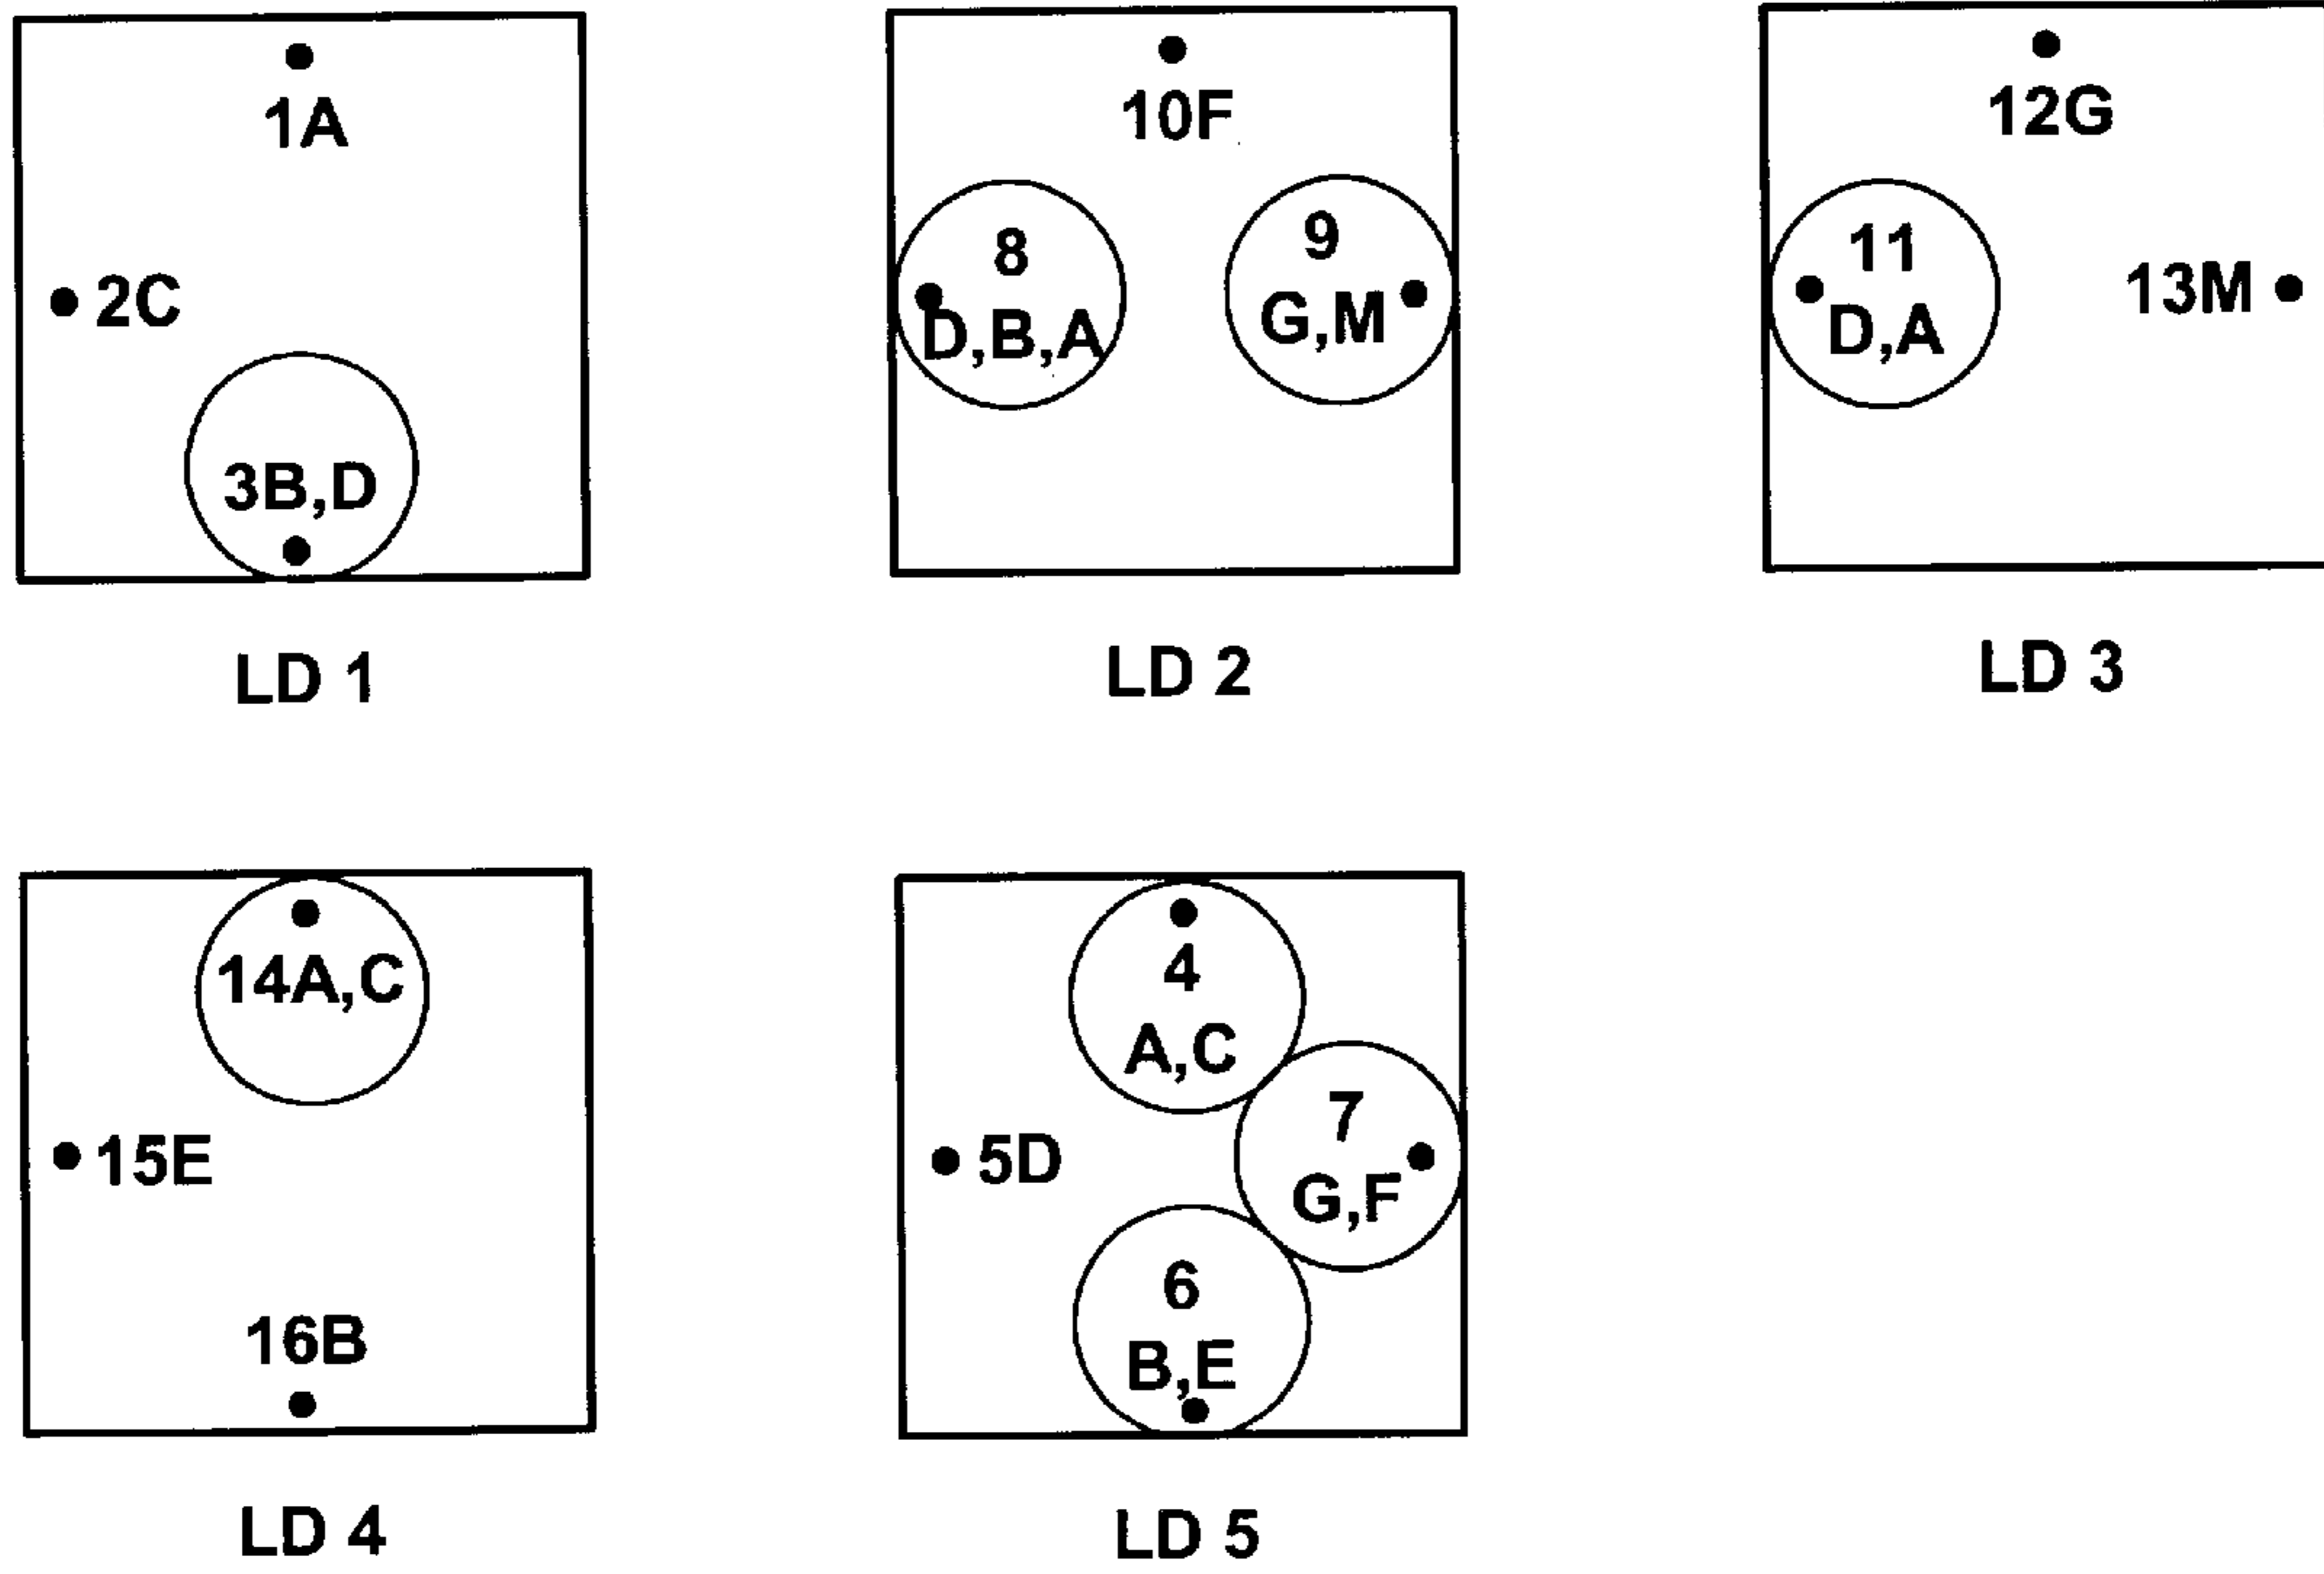 1A
2C
3B,D
LD 1
10F
8
D,B,A
9
G,M
LD 2
12G
11
D,A
13M
LD 3
14A,C
15E
16B
LD 4
4
A,C
5D
7
G,F
6
B,E
LD 5